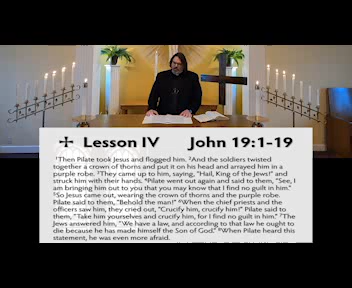 Lesson IV John 19:1-19
¹Then Pilate took Jesus and flogged him. ²And the soldiers twisted
together a crown of thorns and put it on his head and arrayed him in a
purple robe. ³They came up to him, saying, "Hail, King of the Jews!" and
struck him with their hands. ⁴Pilate went out again and said to them, "See, I
am bringing him out to you that you may know that I find no guilt in him."
⁵So Jesus came out, wearing the crown of thorns and the purple robe.
Pilate said to them, "Behold the man!" ⁶When the chief priests and the
officers saw him, they cried out, "Crucify him, crucify him!" Pilate said to
them, "Take him yourselves and crucify him, for I find no guilt in him." ⁷The
Jews answered him, "We have a law, and according to that law he ought to
die because he has made himself the Son of God." ⁸When Pilate heard this
statement, he was even more afraid.